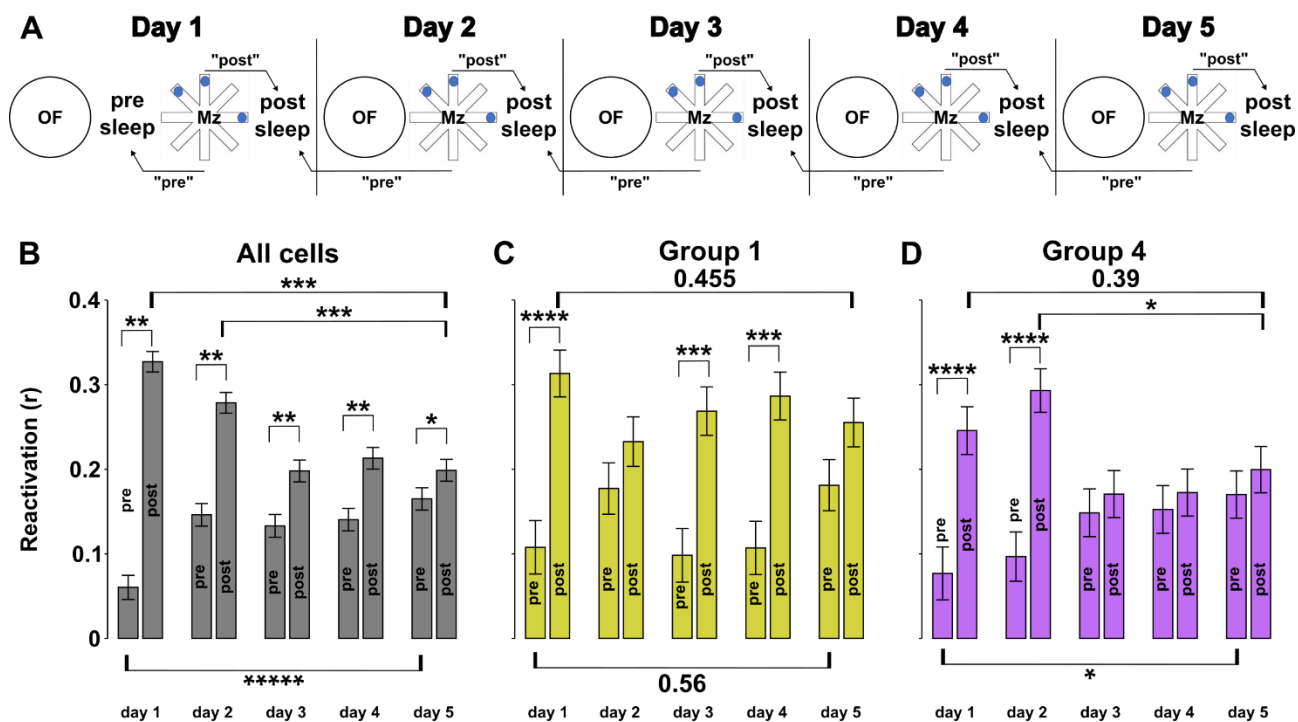 A
Day 1
Day 2
Day 3
Day 4
Day 5
"post"
"post"
"post"
"post"
"post"
OF
pre
sleep
Mz
post
sleep
OF
Mz
post
sleep
OF
Mz
post
sleep
OF
Mz
post
sleep
OF
Mz
post
sleep
"pre"
"pre"
"pre"
"pre"
"pre"
B
All cells
***
***
**
**
**
**
*
Reactivation (r)
0.4
0.3
0.2
0.1
0
pre
post
pre
post
pre
post
pre
post
pre
post
*****
day 1
day 2
day 3
day 4
day 5
C
Group 1
0.455
****
***
***
pre
post
pre
post
pre
post
pre
post
pre
post
0.56
day 1
day 2
day 3
day 4
day 5
D
Group 4
0.39
*
****
****
pre
post
pre
post
pre
post
pre
post
pre
post
*
day 1
day 2
day 3
day 4
day 5